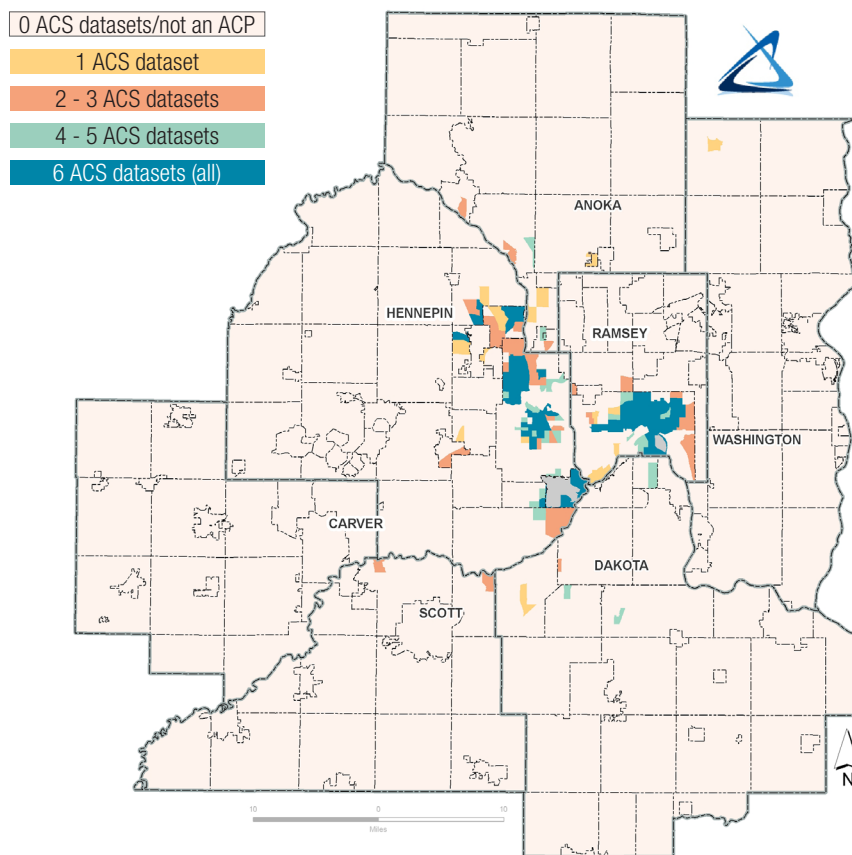 0 ACS datasets/not an ACP
1 ACS dataset
2 - 3 ACS datasets
4 - 5 ACS datasets
6 ACS datasets (all)
ANOKA
HENNEPIN
RAMSEY
WASHINGTON
CARVER
DAKOTA
SCOTT
N
10 0 10
Miles